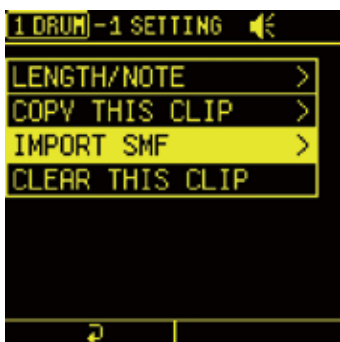 1 DRUM-1 SETTING
LENGTH/NOTE >
COPY THIS CLIP >
IMPORT SMF >
CLEAR THIS CLIP